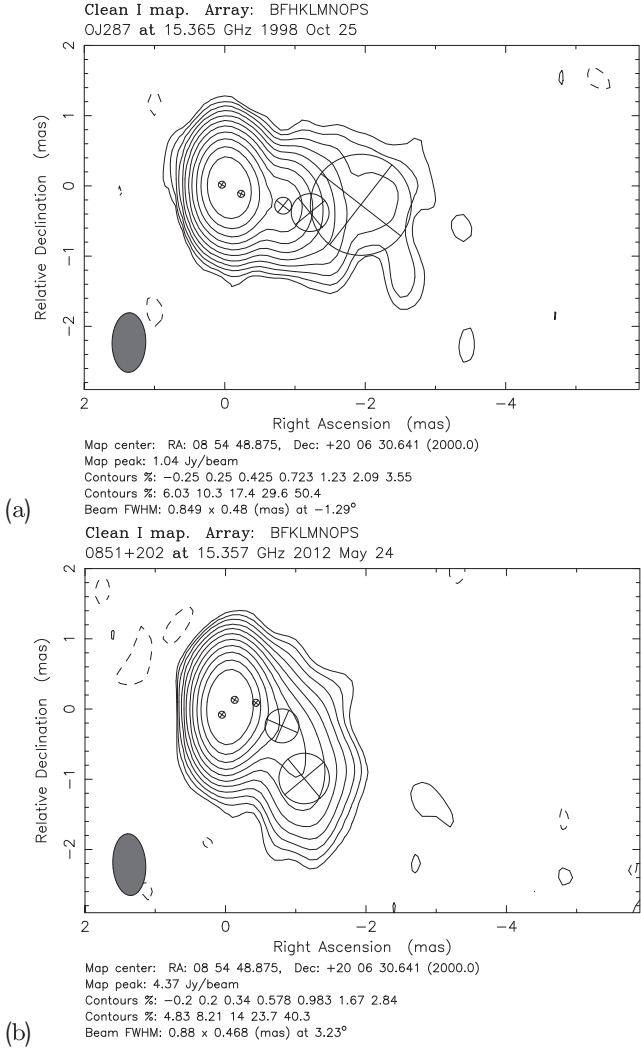 Clean I map.  Array:  BFHKLMNOPS
OJ287 at 15.365 GHz 1998 Oct 25
2
1
0
−1
−2
Relative Declination  (mas)
2
0
−2
−4
Right Ascension  (mas)
Map center:  RA: 08 54 48.875,  Dec: +20 06 30.641 (2000.0)
Map peak: 1.04 Jy/beam
Contours %: −0.25 0.25 0.425 0.723 1.23 2.09 3.55
Contours %: 6.03 10.3 17.4 29.6 50.4
Beam FWHM: 0.849 x 0.48 (mas) at −1.29°
(a)
Clean I map.  Array:  BFKLMNOPS
0851+202 at 15.357 GHz 2012 May 24
2
1
0
−1
−2
Relative Declination  (mas)
2
0
−2
−4
Right Ascension  (mas)
Map center:  RA: 08 54 48.875,  Dec: +20 06 30.641 (2000.0)
Map peak: 4.37 Jy/beam
Contours %: −0.2 0.2 0.34 0.578 0.983 1.67 2.84
Contours %: 4.83 8.21 14 23.7 40.3
Beam FWHM: 0.88 x 0.468 (mas) at 3.23°
(b)